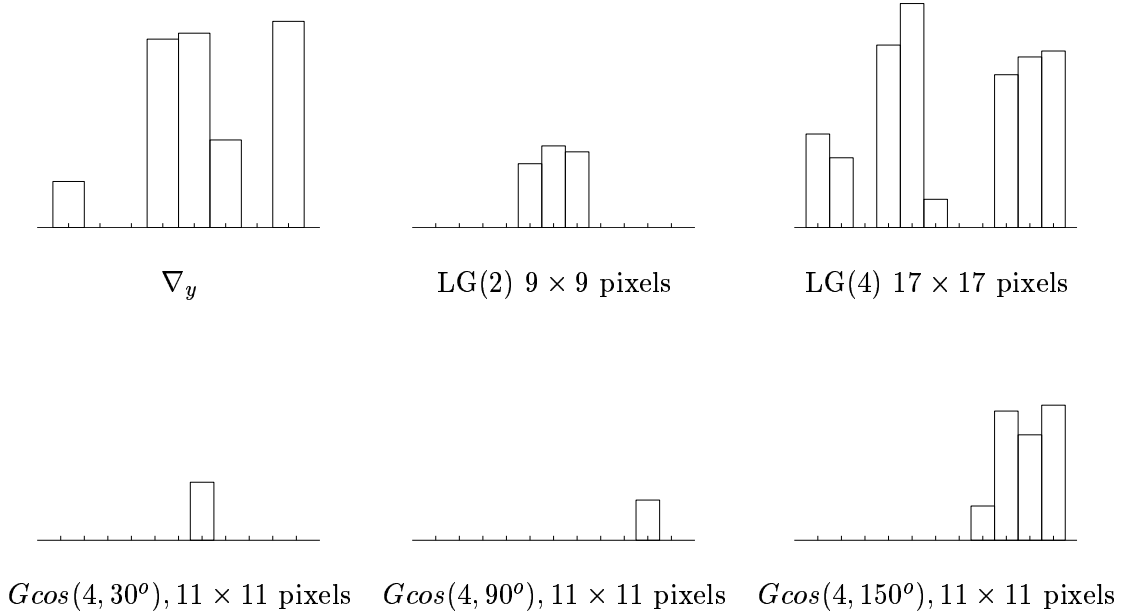 ∇y
LG(2) 9 × 9 pixels
LG(4) 17 × 17 pixels
Gcos(4, 30°), 11 × 11 pixels
Gcos(4, 90°), 11 × 11 pixels
Gcos(4, 150°), 11 × 11 pixels